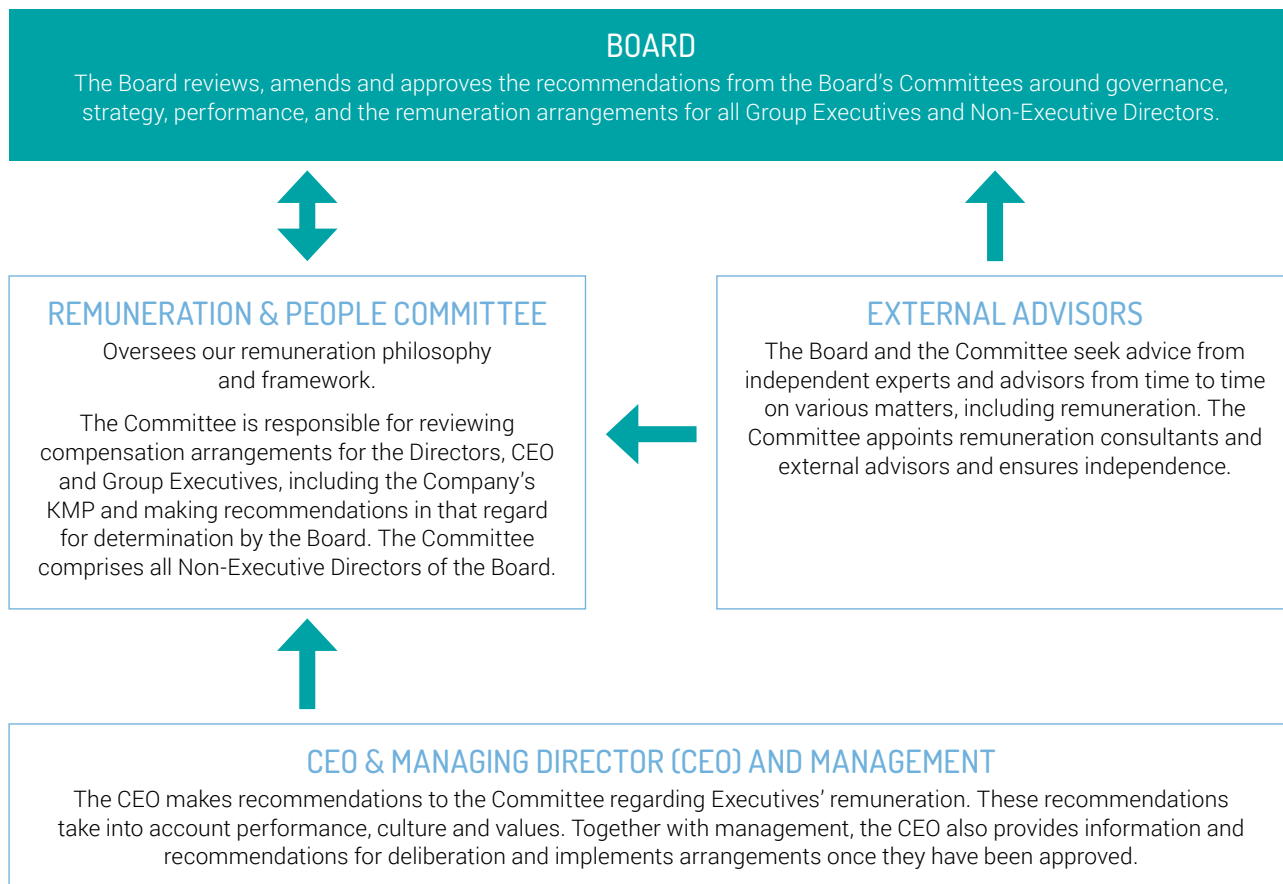 BOARD
The Board reviews, amends and approves the recommendations from the Board’s Committees around governance,
strategy, performance, and the remuneration arrangements for all Group Executives and Non-Executive Directors.
REMUNERATION & PEOPLE COMMITTEE
Oversees our remuneration philosophy
and framework.
The Committee is responsible for reviewing
compensation arrangements for the Directors, CEO
and Group Executives, including the Company’s
KMP and making recommendations in that regard
for determination by the Board. The Committee
comprises all Non-Executive Directors of the Board.
EXTERNAL ADVISORS
The Board and the Committee seek advice from
independent experts and advisors from time to time
on various matters, including remuneration. The
Committee appoints remuneration consultants and
external advisors and ensures independence.
CEO & MANAGING DIRECTOR (CEO) AND MANAGEMENT
The CEO makes recommendations to the Committee regarding Executives’ remuneration. These recommendations
take into account performance, culture and values. Together with management, the CEO also provides information and
recommendations for deliberation and implements arrangements once they have been approved.